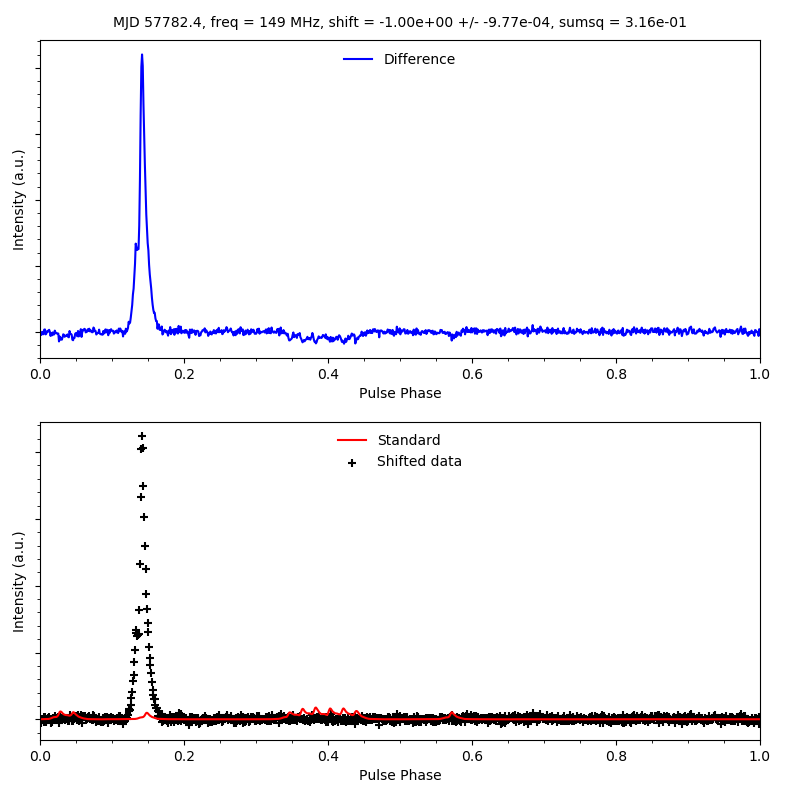 MJD 57782.4, freq = 149 MHz, shift = -1.00e+00 +/- -9.77e-04, sumsq = 3.16e-01
Difference
Intensity (a.u.)
0.0 0.2 0.4 0.6 0.8 1.0
Pulse Phase
Standard
Shifted data
Intensity (a.u.)
0.0 0.2 0.4 0.6 0.8 1.0
Pulse Phase